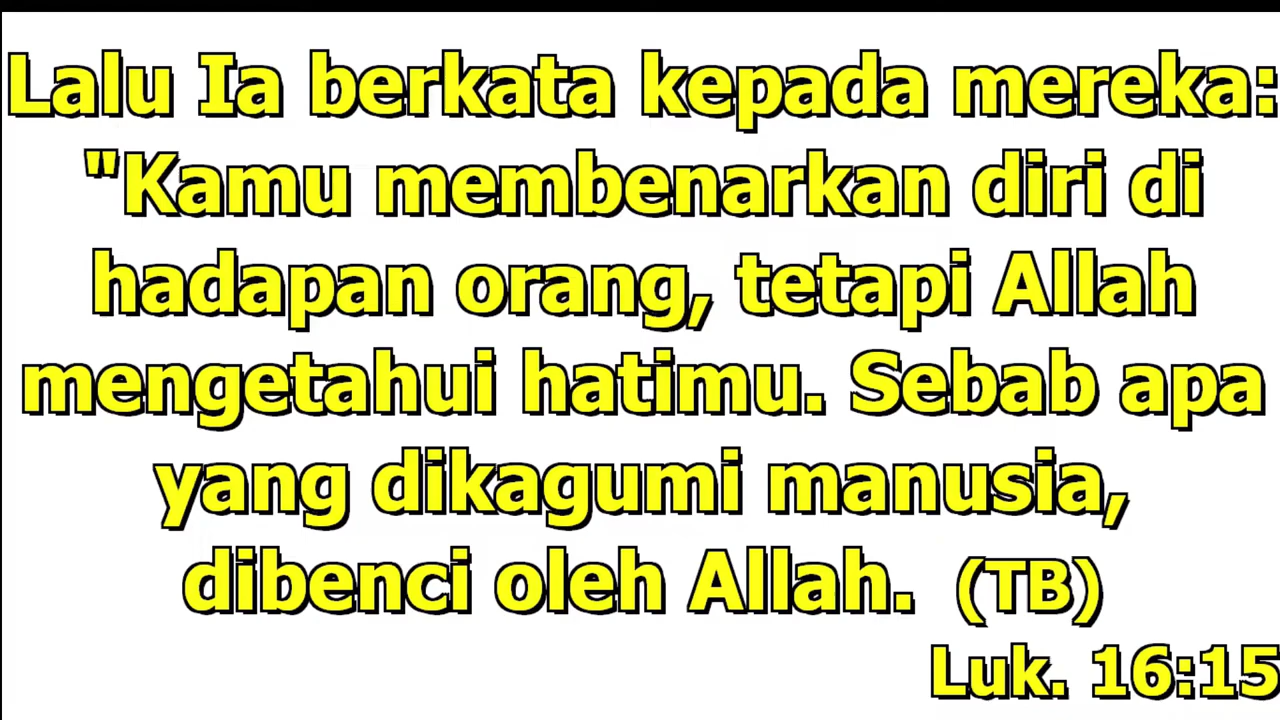 Lalu Ia berkata kepada mereka:
"Kamu membenarkan diri di
hadapan orang, tetapi Allah
mengetahui hatimu. Sebab apa
yang dikagumi manusia,
dibenci oleh Allah. (TB)
Luk. 16:15